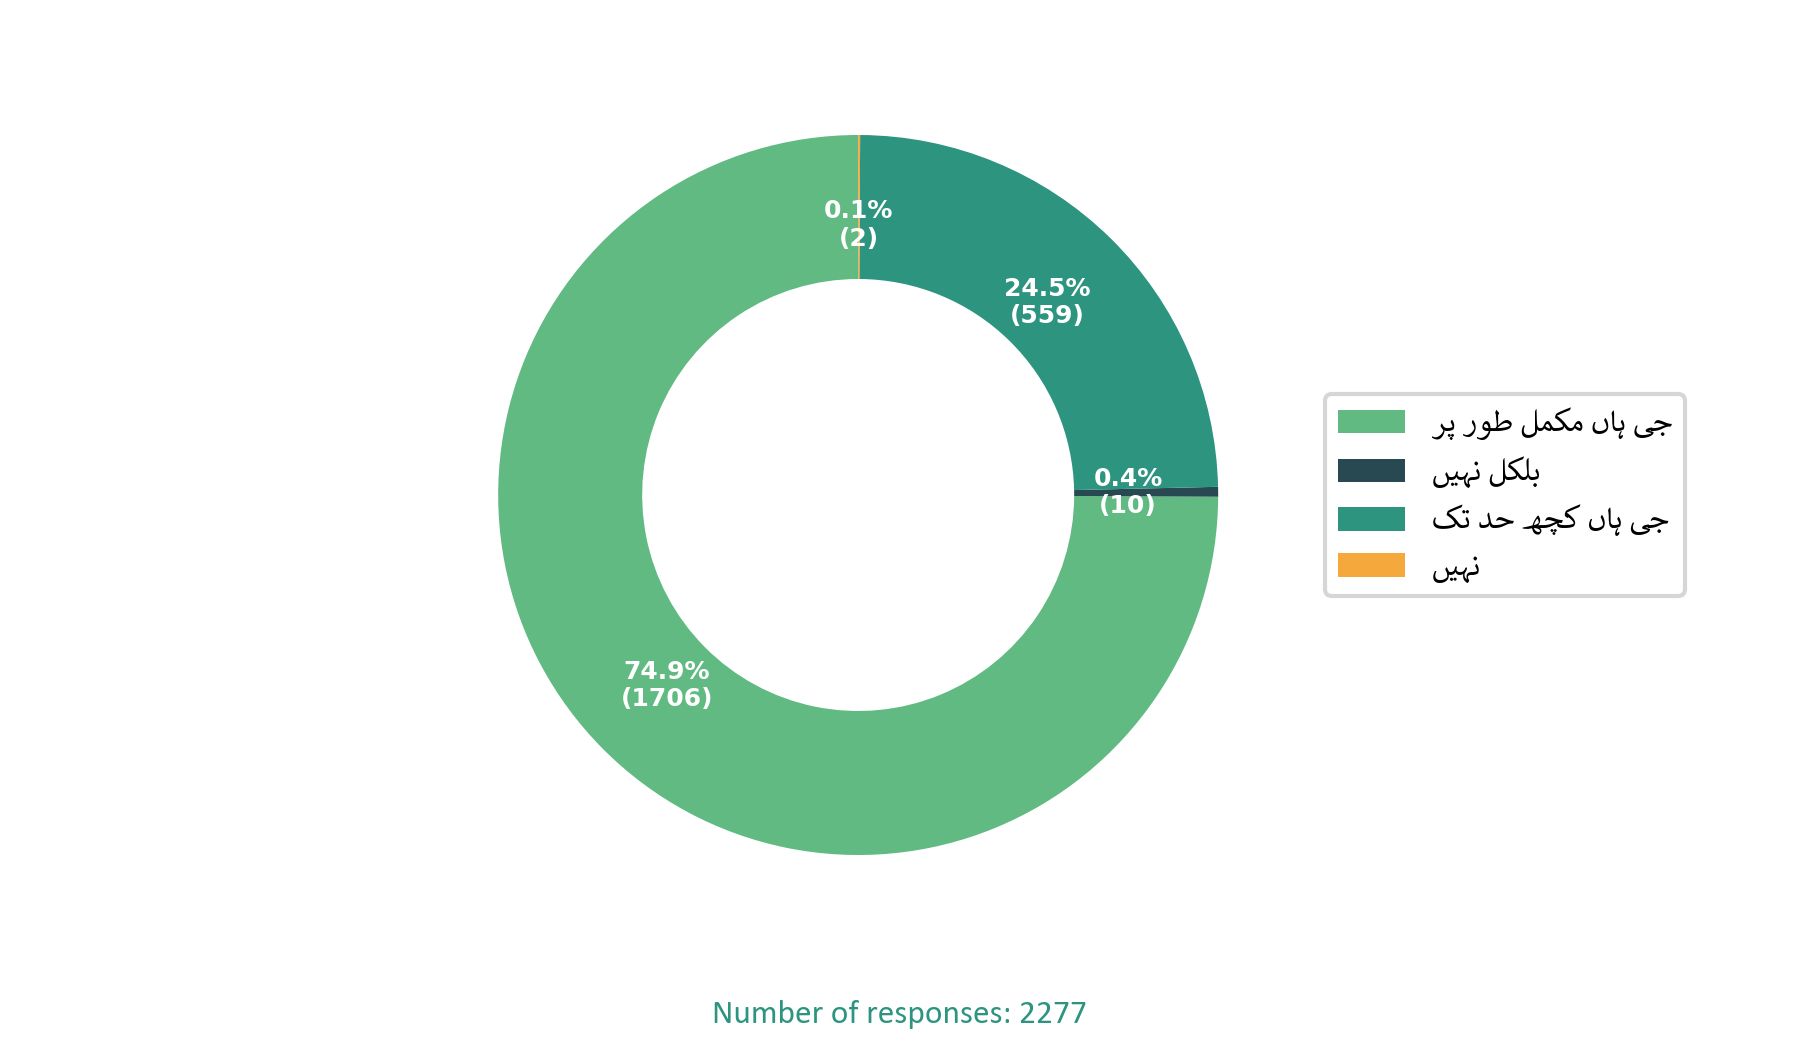 0.1%
(2)
24.5%
(559)
0.4%
(10)
74.9%
(1706)
جی ہاں مکمل طور پر
بلکل نہیں
جی ہاں کچھ حد تک
نہیں
Number of responses: 2277